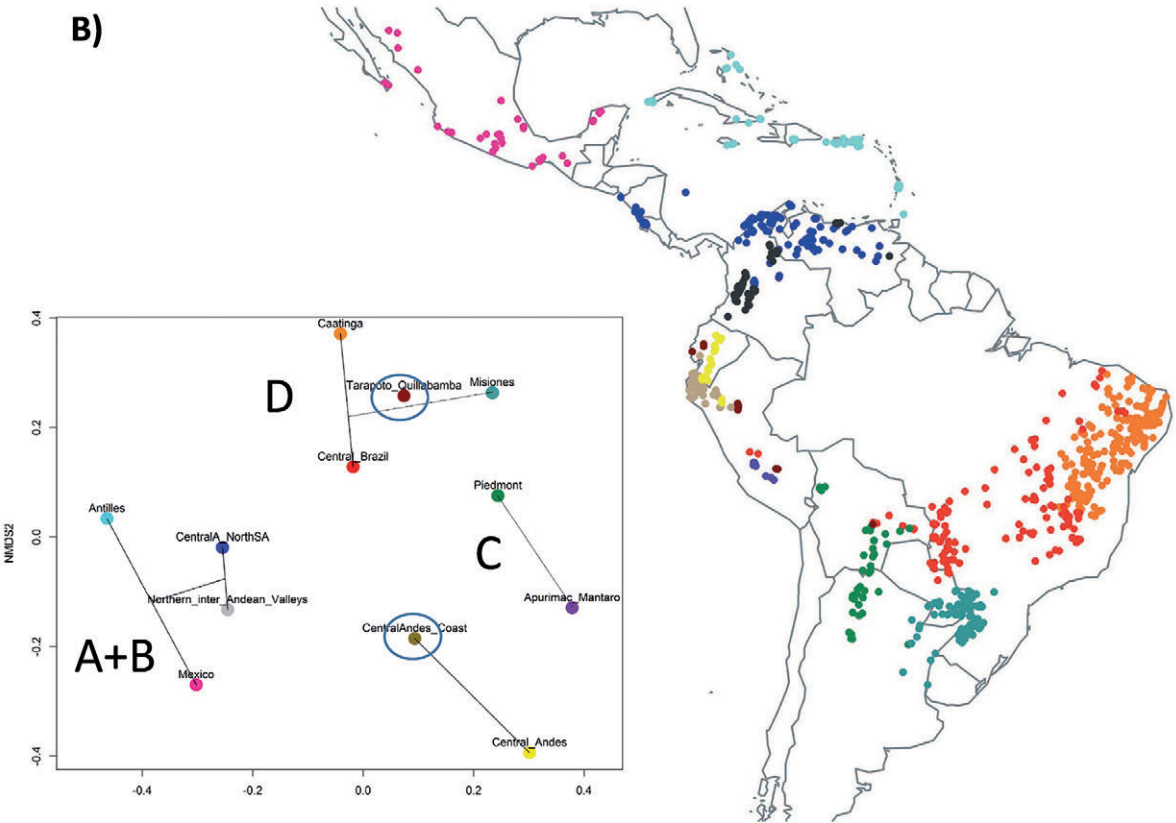 B)
0.4
0.2
0.0
-0.2
-0.4
NMDS2
Caatinga
D
Tarapoto_Quillabamba
Misiones
Central_Brazil
Piedmont
Antilles
CentralA_NorthSA
C
Northern_inter_Andean_Valleys
Apurimac_Mantaro
CentralAndes_Coast
A+B
Mexico
Central_Andes
-0.4
-0.2
0.0
0.2
0.4